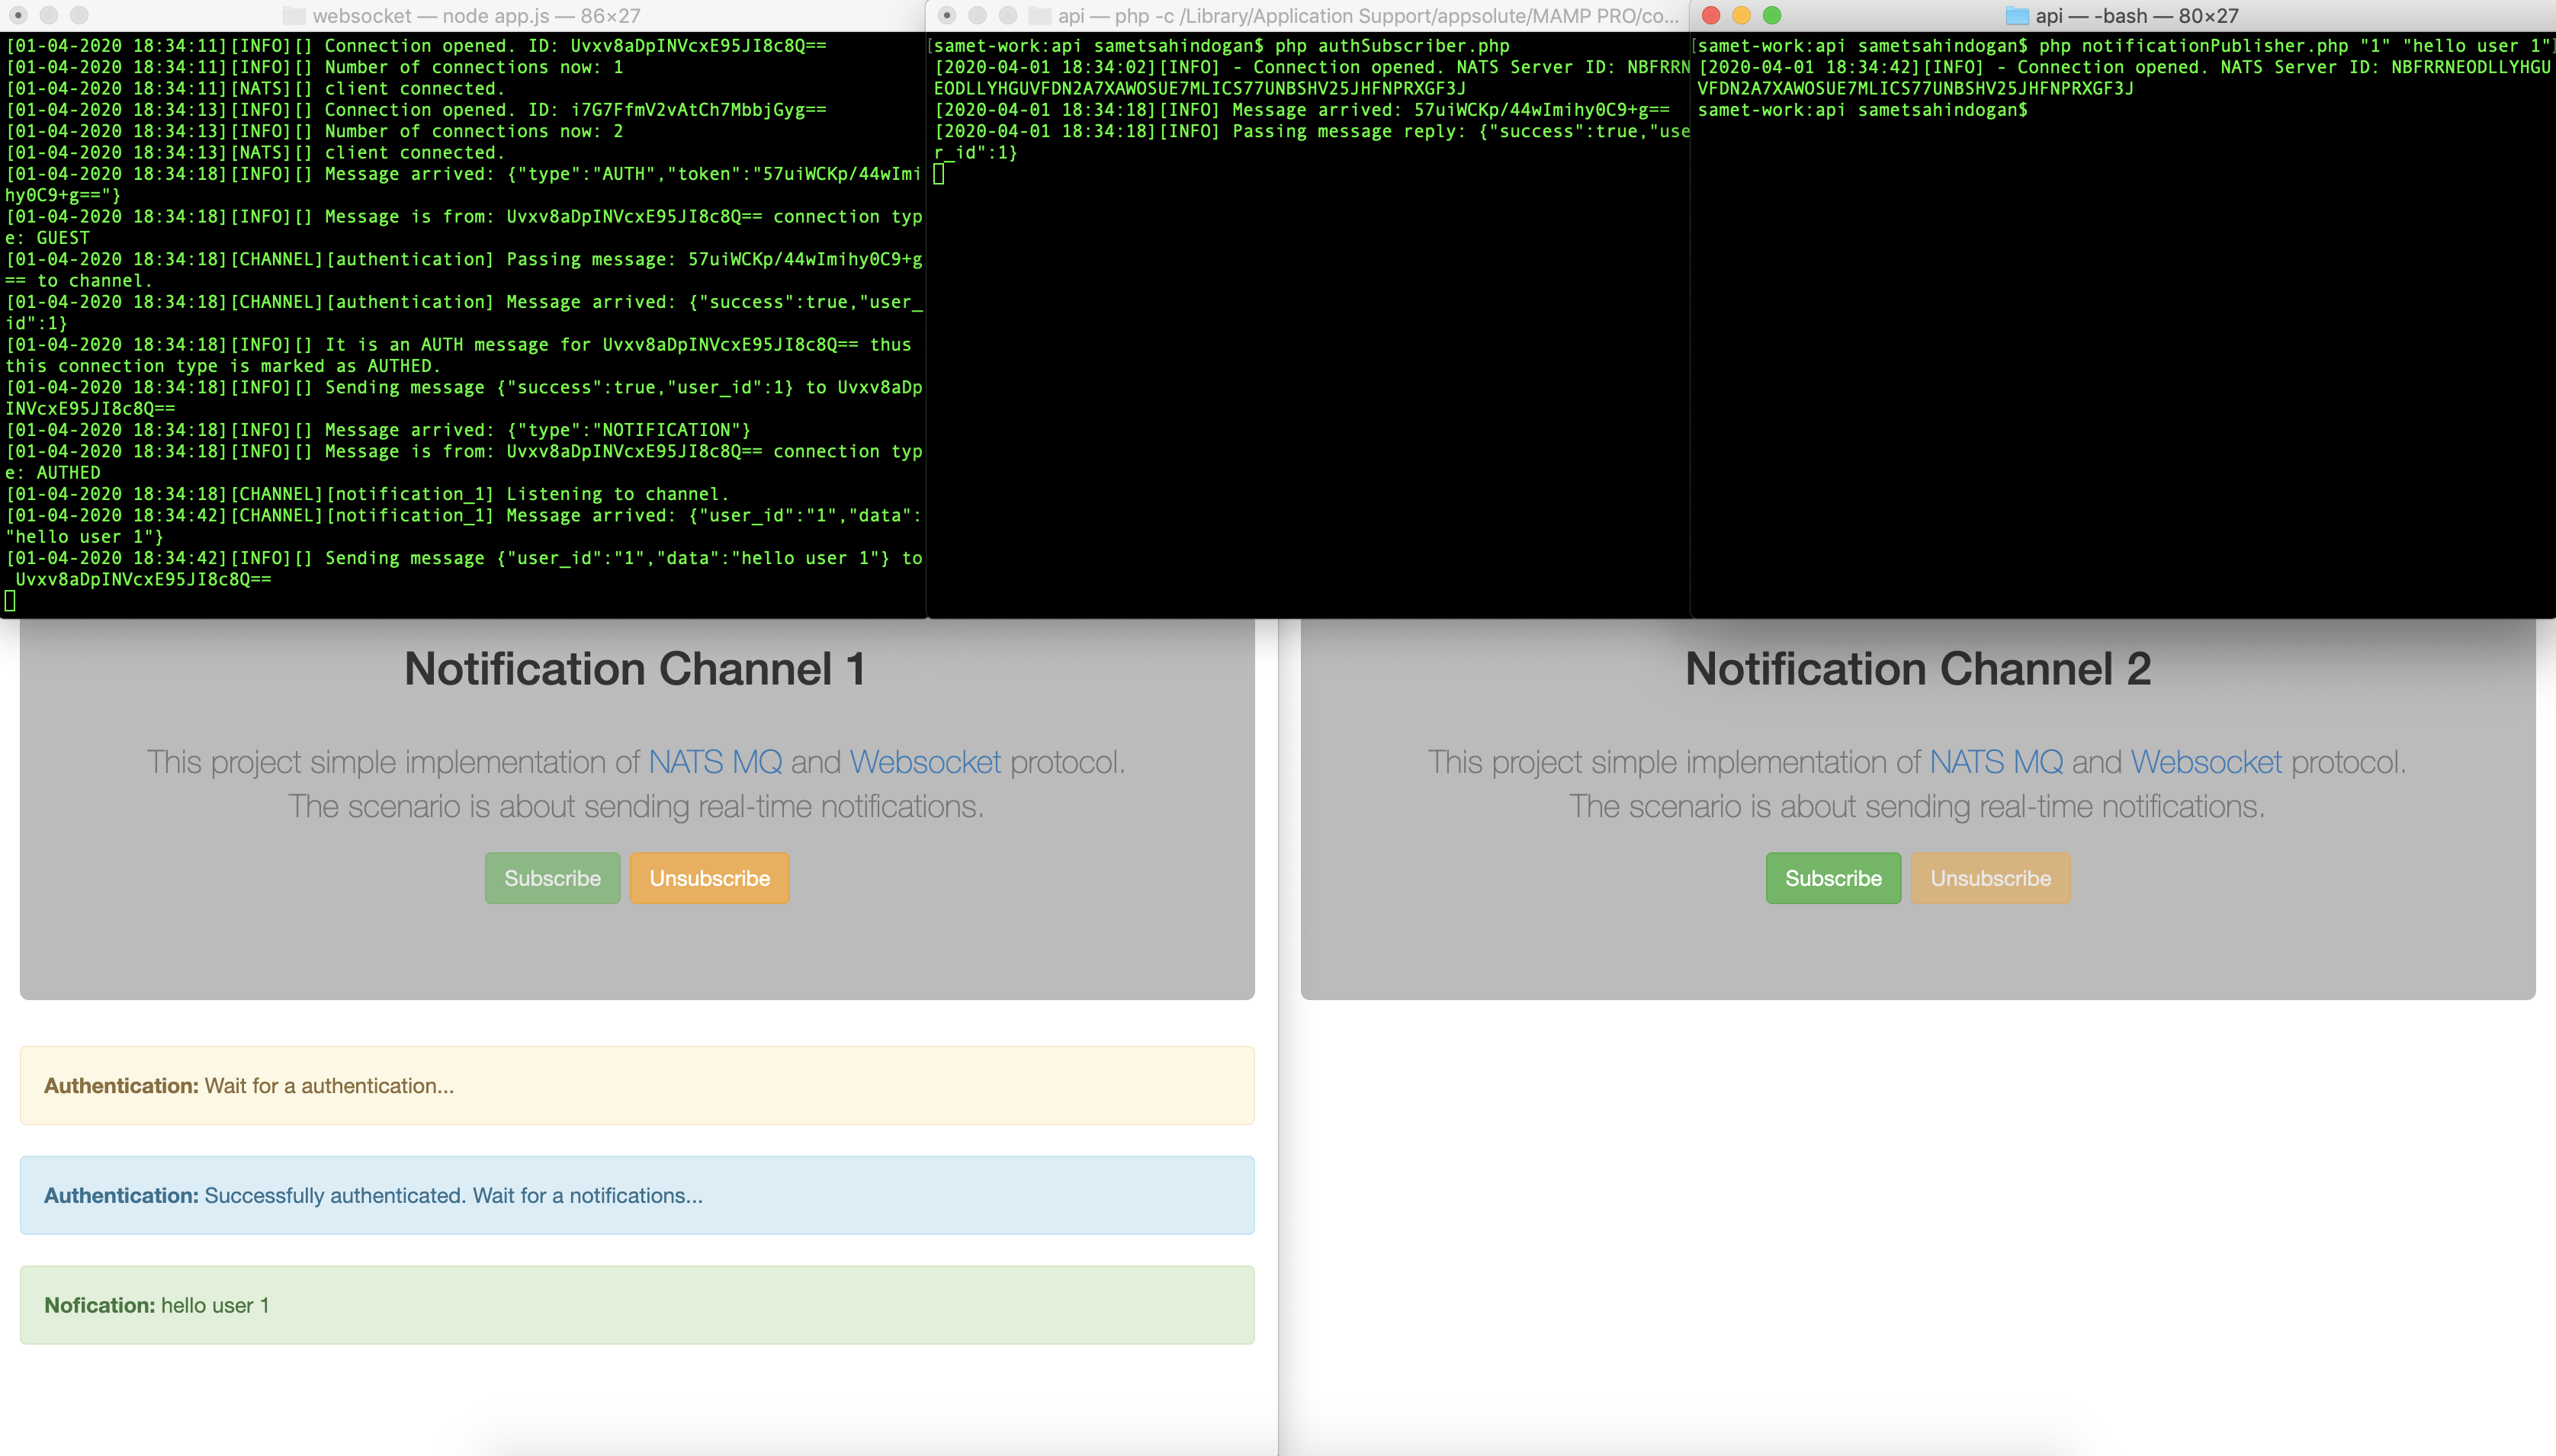 websocket — node app.js — 86×27
[01-04-2020 18:34:11][INFO][] Connection opened. ID: Uvxv8aDpINVcxE95JI8c8Q==
[01-04-2020 18:34:11][INFO][] Number of connections now: 1
[01-04-2020 18:34:11][NATS][] client connected.
[01-04-2020 18:34:13][INFO][] Connection opened. ID: i7G7FfmV2vAtCh7MbbjGyg==
[01-04-2020 18:34:13][INFO][] Number of connections now: 2
[01-04-2020 18:34:13][NATS][] client connected.
[01-04-2020 18:34:18][INFO][] Message arrived: {"type":"AUTH","token":"57uiWCKp/44wImi
hy0C9+g=="}
[01-04-2020 18:34:18][INFO][] Message is from: Uvxv8aDpINVcxE95JI8c8Q== connection typ
e: GUEST
[01-04-2020 18:34:18][CHANNEL][authentication] Passing message: 57uiWCKp/44wImihy0C9+g
== to channel.
[01-04-2020 18:34:18][CHANNEL][authentication] Message arrived: {"success":true,"user_
id":1}
[01-04-2020 18:34:18][INFO][] It is an AUTH message for Uvxv8aDpINVcxE95JI8c8Q== thus
this connection type is marked as AUTHED.
[01-04-2020 18:34:18][INFO][] Sending message {"success":true,"user_id":1} to Uvxv8aDp
INVcxE95JI8c8Q==
[01-04-2020 18:34:18][INFO][] Message arrived: {"type":"NOTIFICATION"}
[01-04-2020 18:34:18][INFO][] Message is from: Uvxv8aDpINVcxE95JI8c8Q== connection typ
e: AUTHED
[01-04-2020 18:34:18][CHANNEL][notification_1] Listening to channel.
[01-04-2020 18:34:42][CHANNEL][notification_1] Message arrived: {"user_id":"1","data":
"hello user 1"}
[01-04-2020 18:34:42][INFO][] Sending message {"user_id":"1","data":"hello user 1"} to
_Uvxv8aDpINVcxE95JI8c8Q==
api — php -c /Library/Application Support/appsolute/MAMP PRO/co...
[samet-work:api sametsahindogan$ php authSubscriber.php
[2020-04-01 18:34:02][INFO] - Connection opened. NATS Server ID: NBFRRN
EODLLYHGUVFDN2A7XAWOSUE7MLICS77UNBSHV25JHFNPRXGF3J
[2020-04-01 18:34:18][INFO] Message arrived: 57uiWCKp/44wImihy0C9+g==
[2020-04-01 18:34:18][INFO] Passing message reply: {"success":true,"use
r_id":1}
api — -bash — 80×27
[samet-work:api sametsahindogan$ php notificationPublisher.php "1" "hello user 1"]
[2020-04-01 18:34:42][INFO] - Connection opened. NATS Server ID: NBFRRNEODLLYHGU
VFDN2A7XAWOSUE7MLICS77UNBSHV25JHFNPRXGF3J
samet-work:api sametsahindogan$
Notification Channel 1
This project simple implementation of NATS MQ and Websocket protocol.
The scenario is about sending real-time notifications.
Subscribe Unsubscribe
Authentication: Wait for a authentication...
Authentication: Successfully authenticated. Wait for a notifications...
Nofication: hello user 1
Notification Channel 2
This project simple implementation of NATS MQ and Websocket protocol.
The scenario is about sending real-time notifications.
Subscribe Unsubscribe